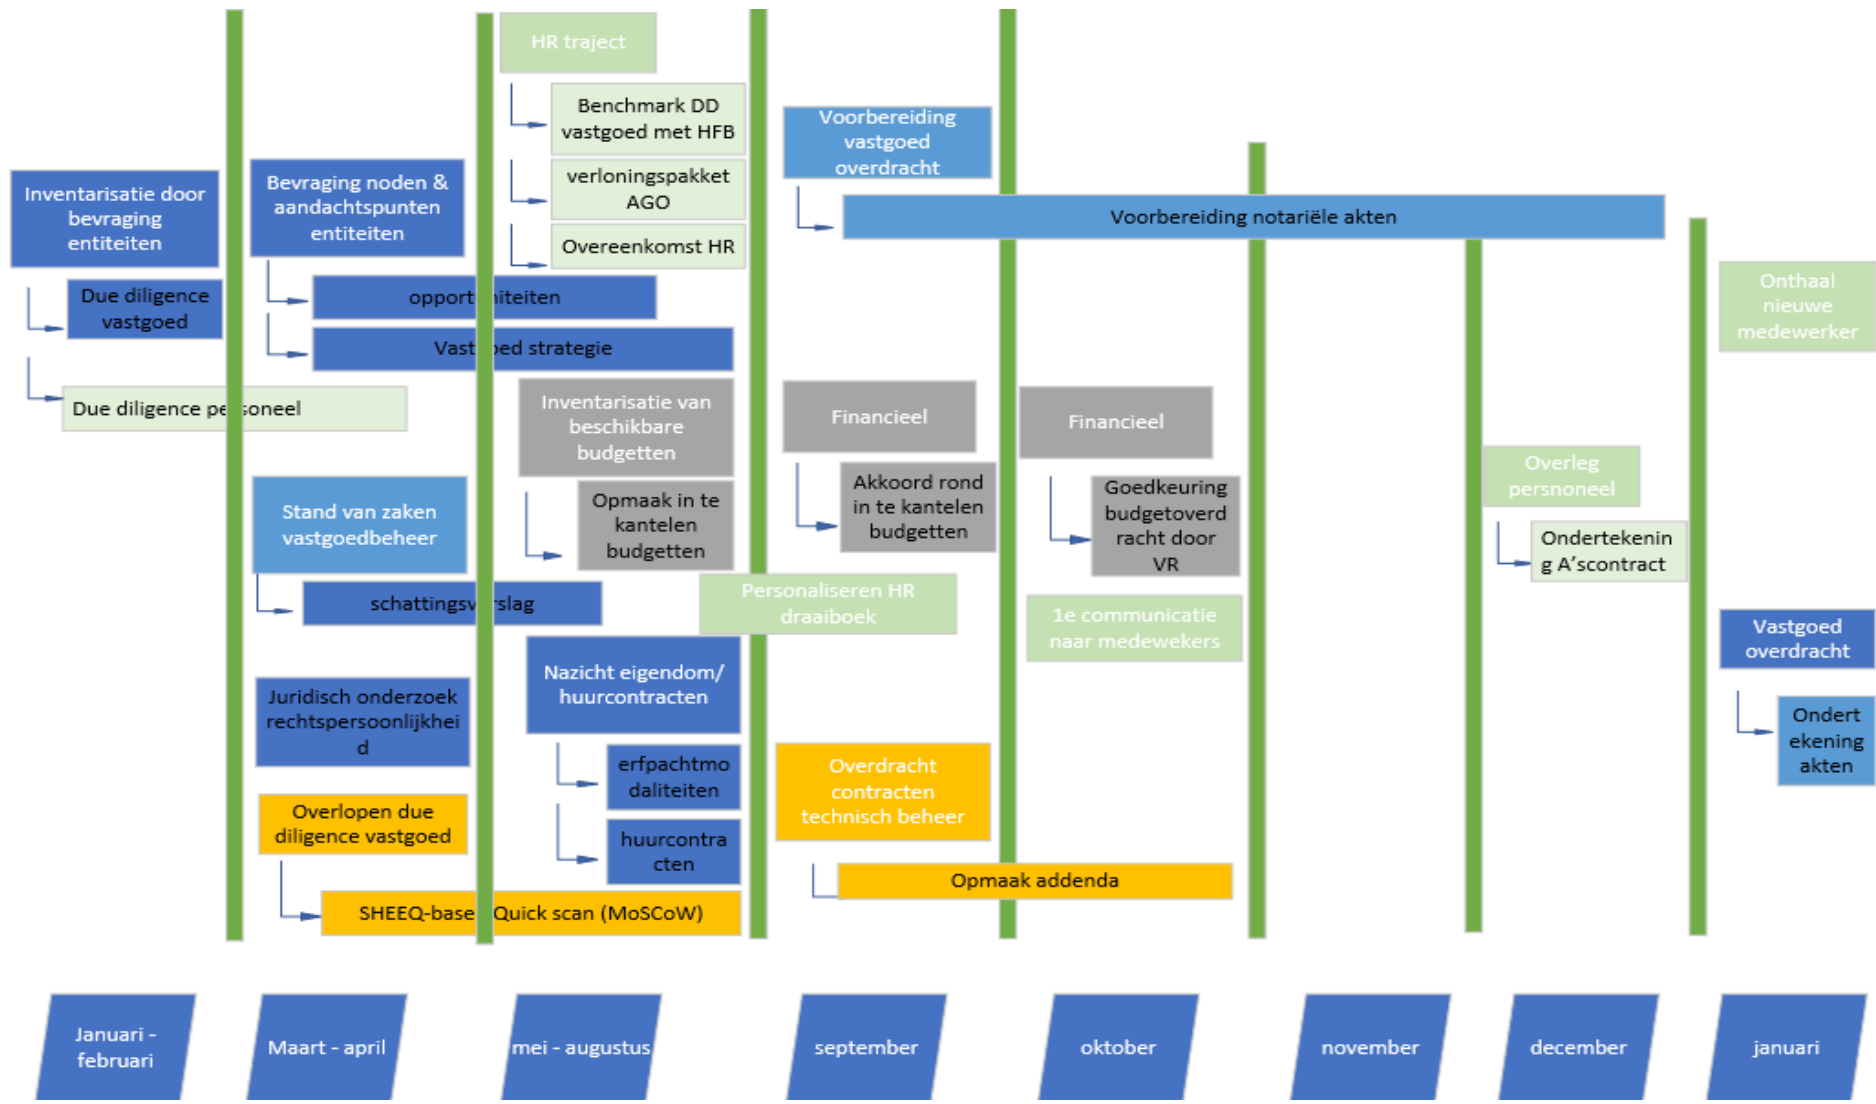 HR traject
Benchmark DD
vastgoed met HFB
verloningspakket
AGO
Overeenkomst HR
Voorbereiding
vastgoed
overdracht
Voorbereiding notariële akten
Inventarisatie door
bevraging
entiteiten
Due diligence
vastgoed
Due diligence pe soneel
Bevraging noden &
aandachtspunten
entiteiten
opport niteiten
Vast oed strategie
Stand van zaken
vastgoedbeheer
schattingsv rslag
Juridisch onderzoek
rechtspersoonlijkhei
d
Overlopen due
diligence vastgoed
SHEEQ-base Quick scan (MoSCoW)
Inventarisatie van
beschikbare
budgetten
Opmaak in te
kantelen
budgetten
Personaliseren HR
draaiboek
Nazicht eigendom/
huurcontracten
erfpachtmo
daliteiten
huurcontra
cten
Financieel
Akkoord rond
in te kantelen
budgetten
Overdracht
contracten
technisch beheer
Opmaak addenda
Financieel
Goedkeuring
budgetoverd
racht door
VR
1e communicatie
naar medewekers
Overleg
persnoneel
Ondertekenin
g A'scontract
Onthaal
nieuwe
medewerker
Vastgoed
overdracht
Ondert
ekening
akten
Januari -
februari
Maart - april
mei - augustus
september
oktober
november
december
januari